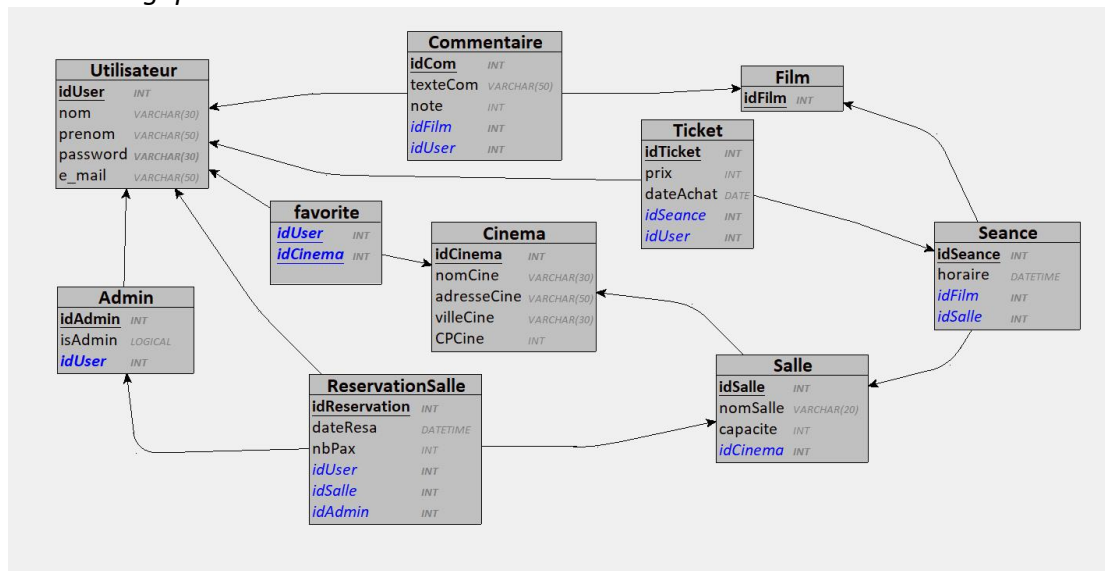 Commentaire
idCom INT
texteCom VARCHAR(50)
note INT
idFilm INT
idUser INT
Utilisateur
idUser INT
nom VARCHAR(30)
prenom VARCHAR(50)
password VARCHAR(30)
e_mail VARCHAR(50)
Film
idFilm INT
Ticket
idTicket INT
prix INT
dateAchat DATE
idSeance INT
idUser INT
favorite
idUser INT
idCinema INT
Cinema
idCinema INT
nomCine VARCHAR(30)
adresseCine VARCHAR(50)
villeCine VARCHAR(30)
CPCine INT
Seance
idSeance INT
horaire DATETIME
idFilm INT
idSalle INT
Admin
idAdmin INT
isAdmin LOGICAL
idUser INT
Salle
idSalle INT
nomSalle VARCHAR(20)
capacite INT
idCinema INT
ReservationSalle
idReservation INT
dateResa DATETIME
nbPax INT
idUser INT
idSalle INT
idAdmin INT